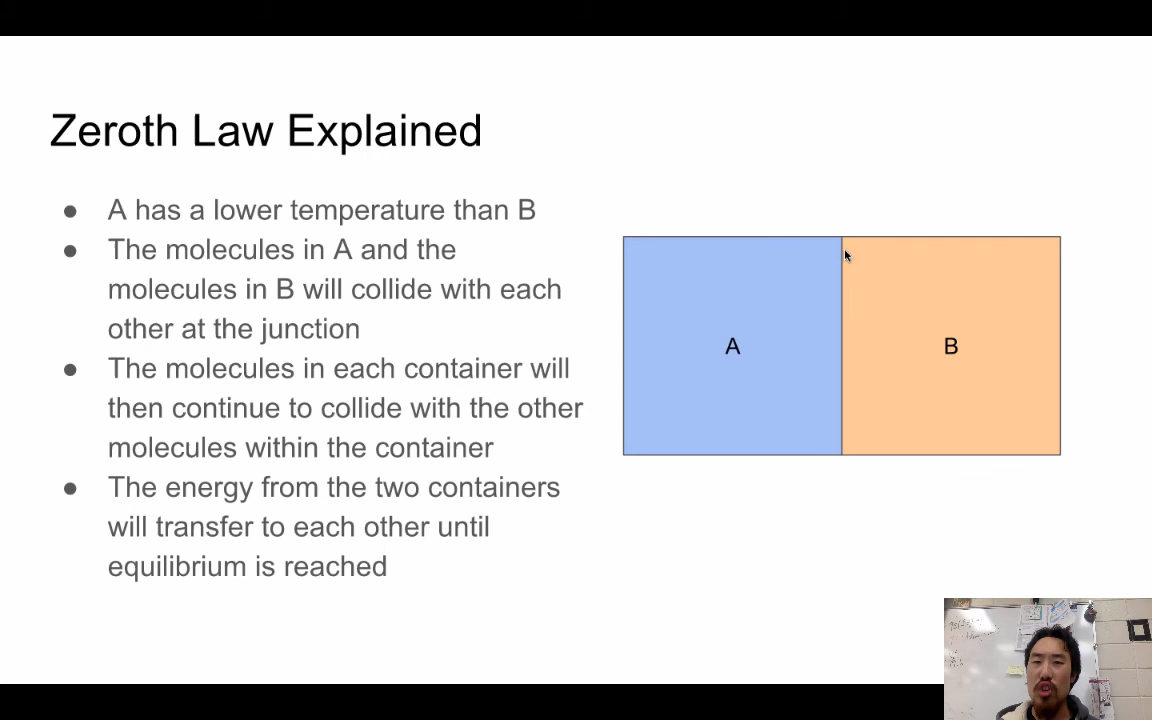 Zeroth Law Explained
● A has a lower temperature than B
● The molecules in A and the
molecules in B will collide with each
other at the junction
● The molecules in each container will
then continue to collide with the other
molecules within the container
● The energy from the two containers
will transfer to each other until
equilibrium is reached
A
B